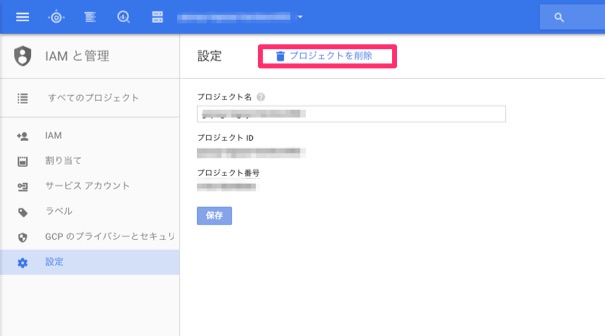 IAM と管理
設定
プロジェクトを削除
すべてのプロジェクト
IAM
割り当て
サービス アカウント
ラベル
GCP のプライバシーとセキュリ
設定
プロジェクト名
プロジェクト ID
プロジェクト番号
保存